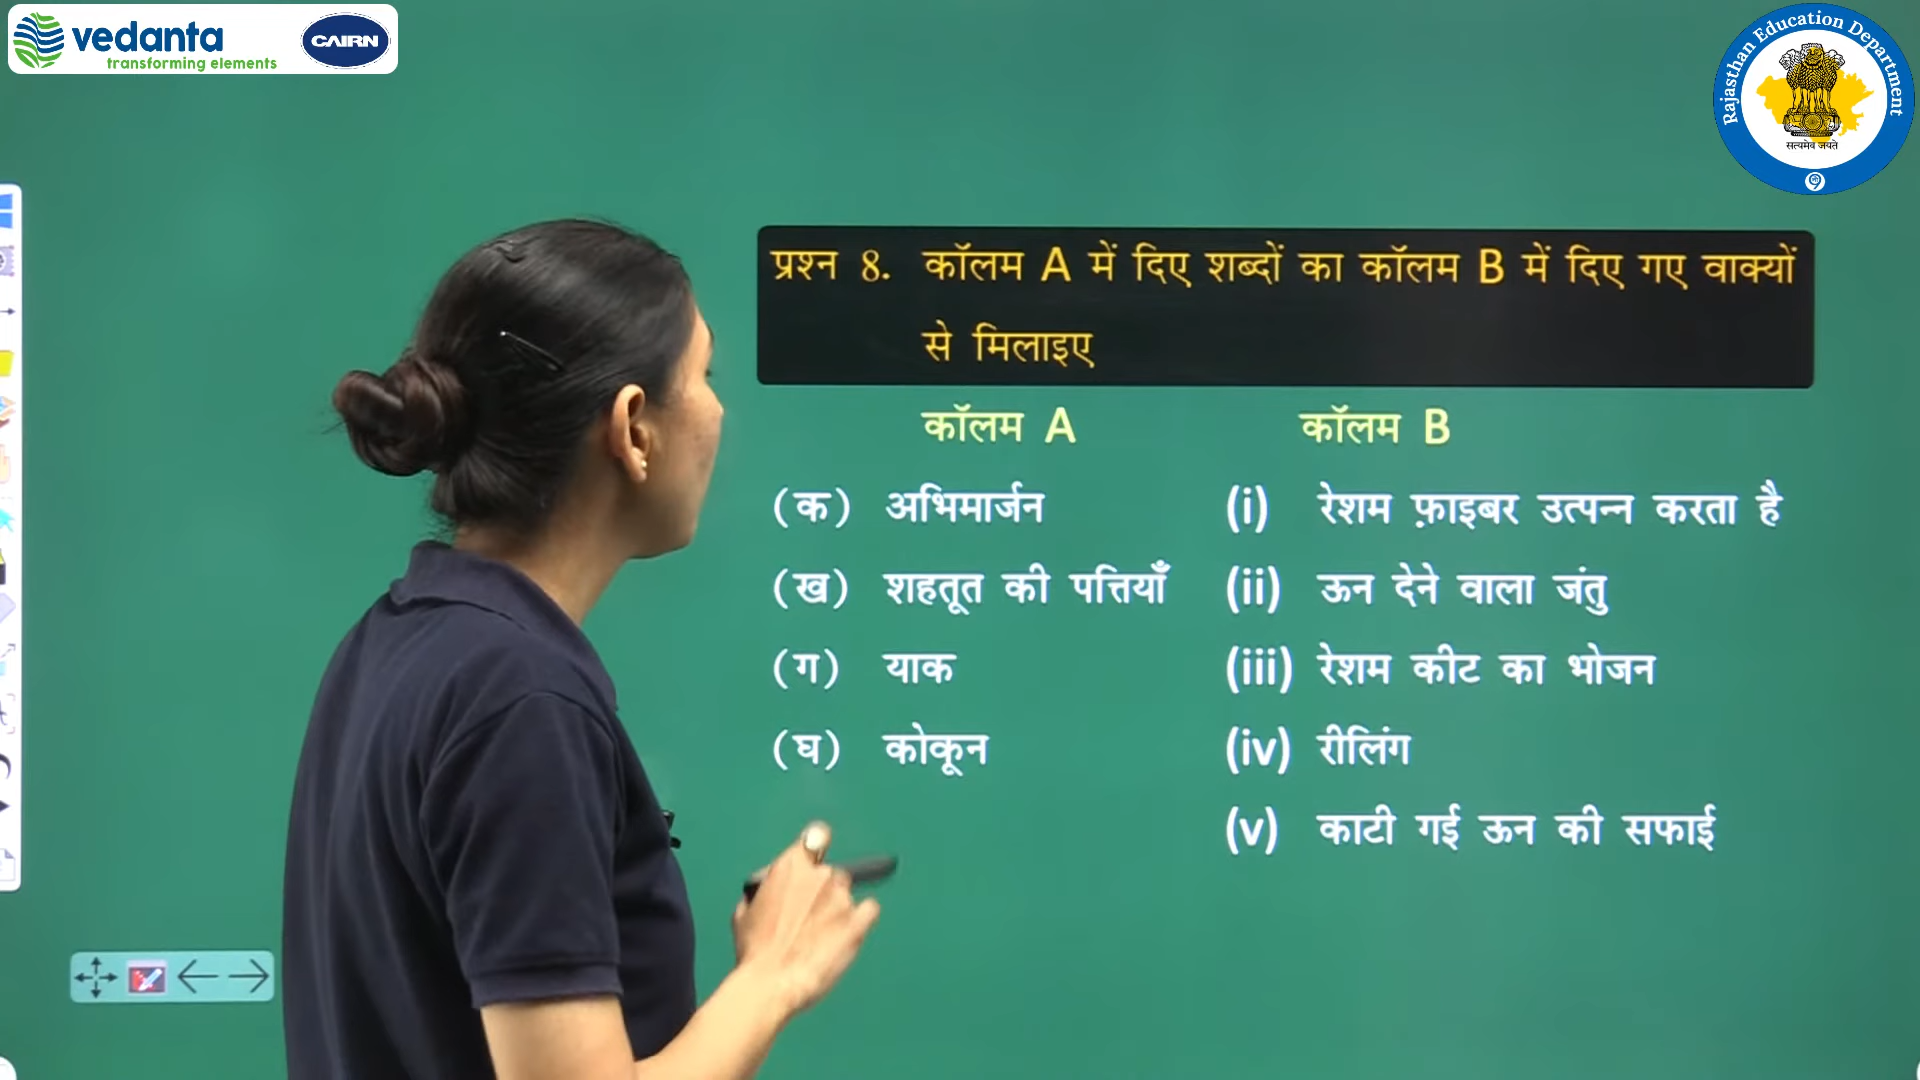 vedanta
transforming elements
CAIRN
Rajasthan Education Department
सत्यमेव जयते
प्रश्न 8. कॉलम A में दिए शब्दों का कॉलम B में दिए गए वाक्यों
से मिलाइए
कॉलम A कॉलम B
(क) अभिमार्जन (i) रेशम फ़ाइबर उत्पन्न करता है
(ख) शहतूत की पत्तियाँ (ii) ऊन देने वाला जंतु
(ग) याक (iii) रेशम कीट का भोजन
(घ) कोकून (iv) रीलिंग
(v) काटी गई ऊन की सफाई